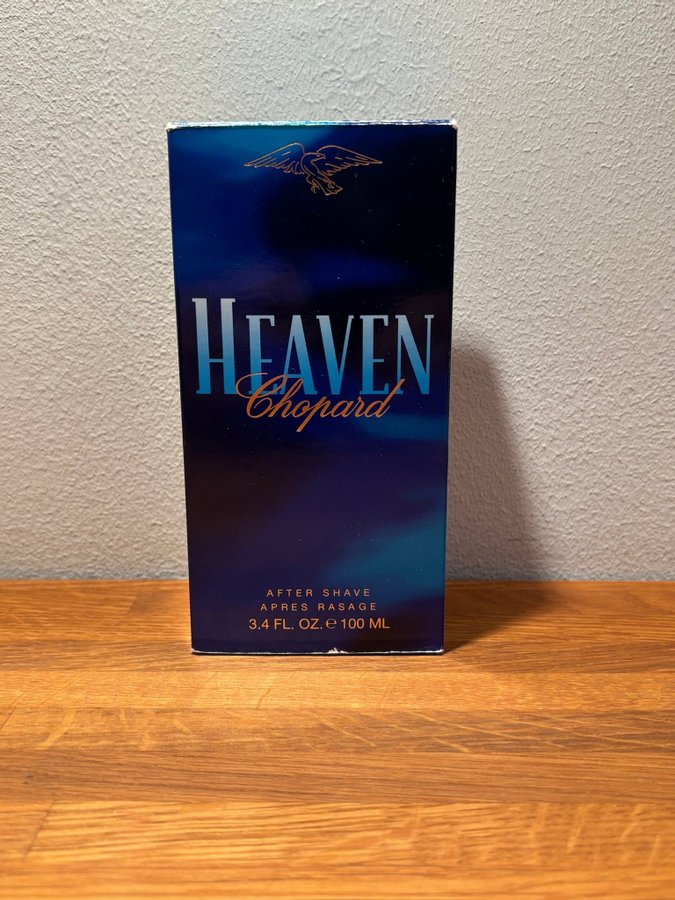 HEAVEN
Chopard
AFTER SHAVE
APRES RASAGE
3.4 FL. OZ. ℮ 100 ML